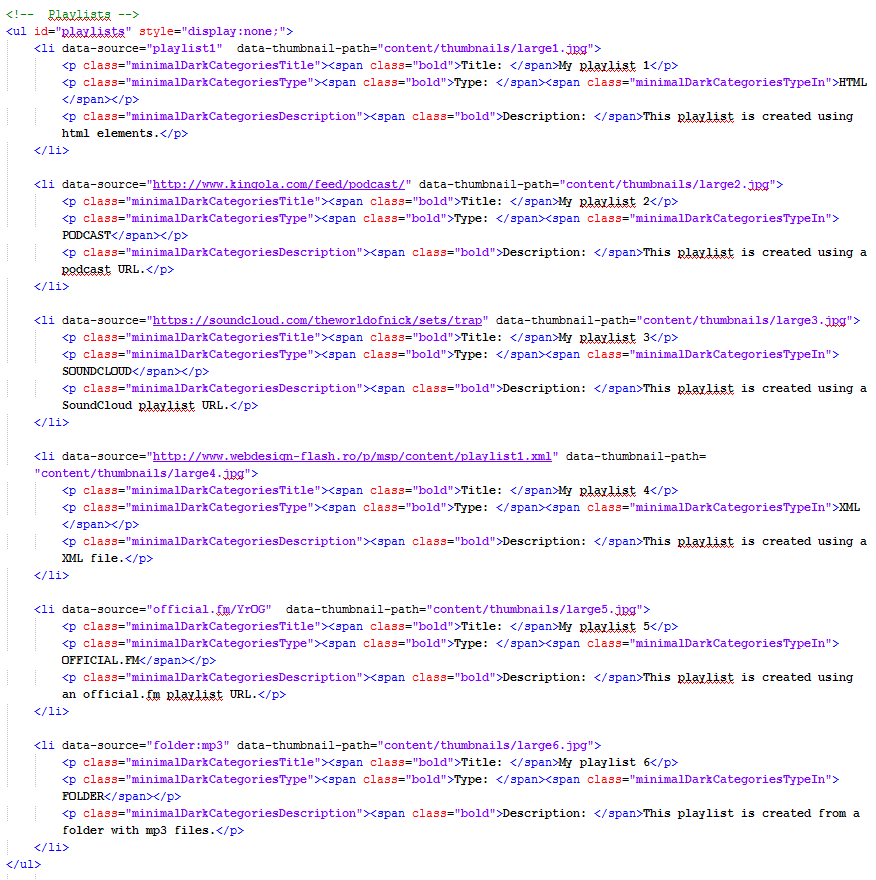 <!--  Playlists -->
<ul id="playlists" style="display:none;">
<li data-source="playlist1"  data-thumbnail-path="content/thumbnails/large1.jpg">
<p class="minimalDarkCategoriesTitle"><span class="bold">Title: </span>My playlist 1</p>
<p class="minimalDarkCategoriesType"><span class="bold">Type: </span><span class="minimalDarkCategoriesTypeIn">HTML
</span></p>
<p class="minimalDarkCategoriesDescription"><span class="bold">Description: </span>This playlist is created using
html elements.</p>
</li>
<li data-source="http://www.kingola.com/feed/podcast/" data-thumbnail-path="content/thumbnails/large2.jpg">
<p class="minimalDarkCategoriesTitle"><span class="bold">Title: </span>My playlist 2</p>
<p class="minimalDarkCategoriesType"><span class="bold">Type: </span><span class="minimalDarkCategoriesTypeIn">
PODCAST</span></p>
<p class="minimalDarkCategoriesDescription"><span class="bold">Description: </span>This playlist is created using a
podcast URL.</p>
</li>
<li data-source="https://soundcloud.com/theworldofnick/sets/trap" data-thumbnail-path="content/thumbnails/large3.jpg">
<p class="minimalDarkCategoriesTitle"><span class="bold">Title: </span>My playlist 3</p>
<p class="minimalDarkCategoriesType"><span class="bold">Type: </span><span class="minimalDarkCategoriesTypeIn">
SOUNDCLOUD</span></p>
<p class="minimalDarkCategoriesDescription"><span class="bold">Description: </span>This playlist is created using a
SoundCloud playlist URL.</p>
</li>
<li data-source="http://www.webdesign-flash.ro/p/msp/content/playlist1.xml" data-thumbnail-path=
"content/thumbnails/large4.jpg">
<p class="minimalDarkCategoriesTitle"><span class="bold">Title: </span>My playlist 4</p>
<p class="minimalDarkCategoriesType"><span class="bold">Type: </span><span class="minimalDarkCategoriesTypeIn">XML
</span></p>
<p class="minimalDarkCategoriesDescription"><span class="bold">Description: </span>This playlist is created using a
XML file.</p>
</li>
<li data-source="official.fm/YrOG"  data-thumbnail-path="content/thumbnails/large5.jpg">
<p class="minimalDarkCategoriesTitle"><span class="bold">Title: </span>My playlist 5</p>
<p class="minimalDarkCategoriesType"><span class="bold">Type: </span><span class="minimalDarkCategoriesTypeIn">
OFFICIAL.FM</span></p>
<p class="minimalDarkCategoriesDescription"><span class="bold">Description: </span>This playlist is created using
an official.fm playlist URL.</p>
</li>
<li data-source="folder:mp3" data-thumbnail-path="content/thumbnails/large6.jpg">
<p class="minimalDarkCategoriesTitle"><span class="bold">Title: </span>My playlist 6</p>
<p class="minimalDarkCategoriesType"><span class="bold">Type: </span><span class="minimalDarkCategoriesTypeIn">
FOLDER</span></p>
<p class="minimalDarkCategoriesDescription"><span class="bold">Description: </span>This playlist is created from a
folder with mp3 files.</p>
</li>
</ul>